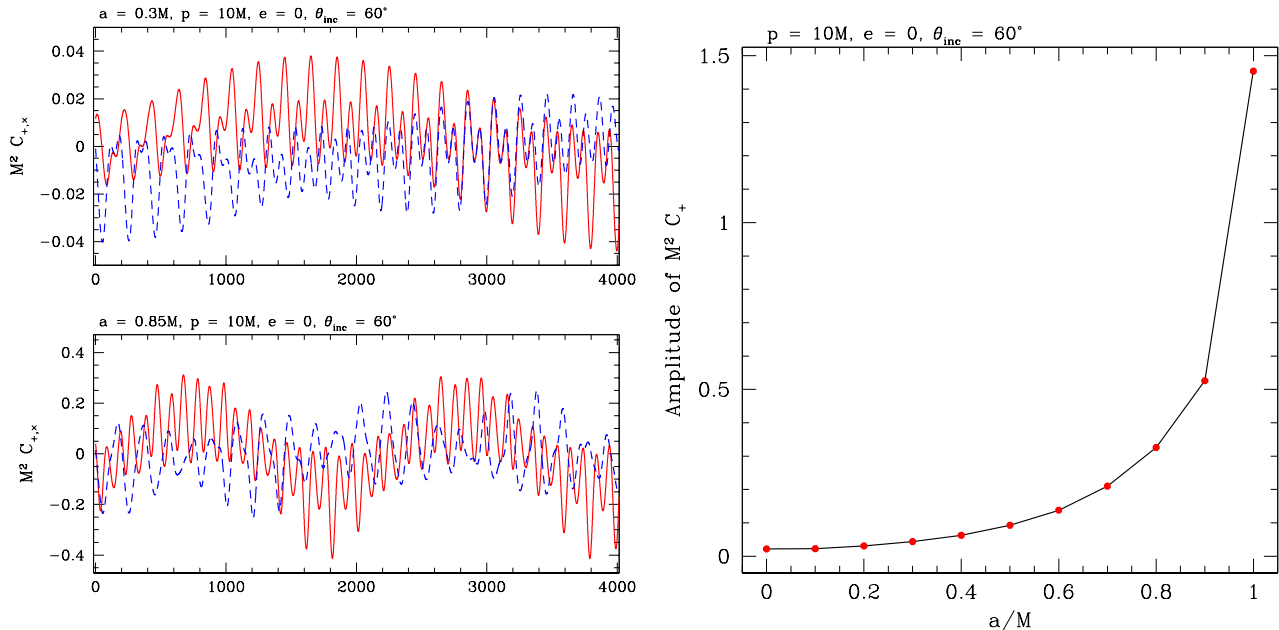 a = 0.3M, p = 10M, e = 0, θinc = 60°
0.04
0.02
0
−0.02
−0.04
M² C+,×
0 1000 2000 3000 4000
a = 0.85M, p = 10M, e = 0, θinc = 60°
0.4
0.2
0
−0.2
−0.4
M² C+,×
0 1000 2000 3000 4000
p = 10M, e = 0, θinc = 60°
1.5
1
0.5
0
Amplitude of M² C+
0 0.2 0.4 0.6 0.8 1
a/M